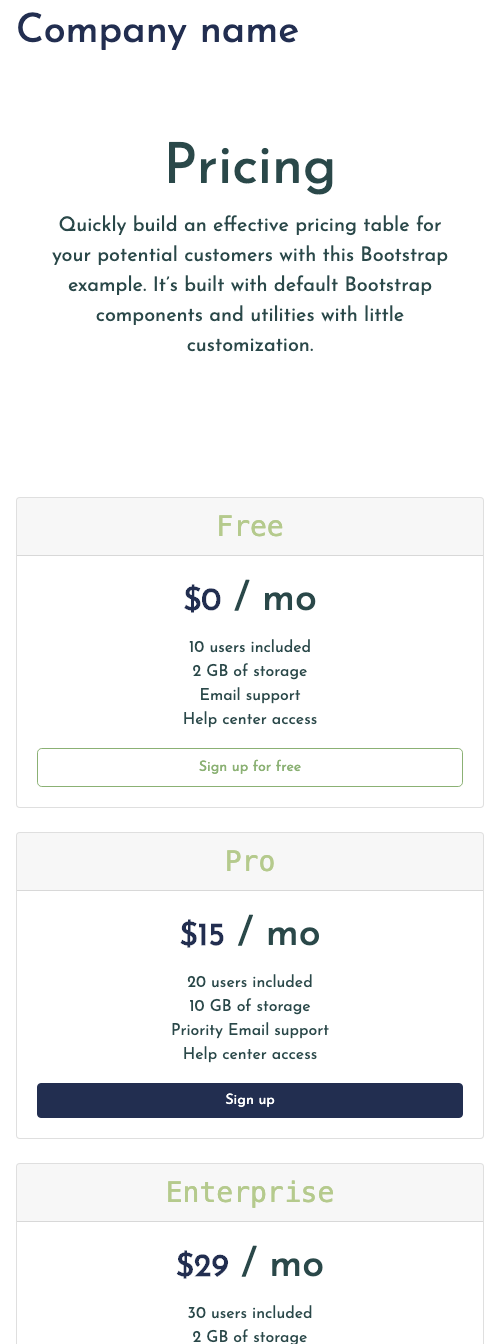 Company name
Pricing
Quickly build an effective pricing table for
your potential customers with this Bootstrap
example. It's built with default Bootstrap
components and utilities with little
customization.
Free
$0 / mo
10 users included
2 GB of storage
Email support
Help center access
Sign up for free
Pro
$15 / mo
20 users included
10 GB of storage
Priority Email support
Help center access
Sign up
Enterprise
$29 / mo
30 users included
2 GB of storage